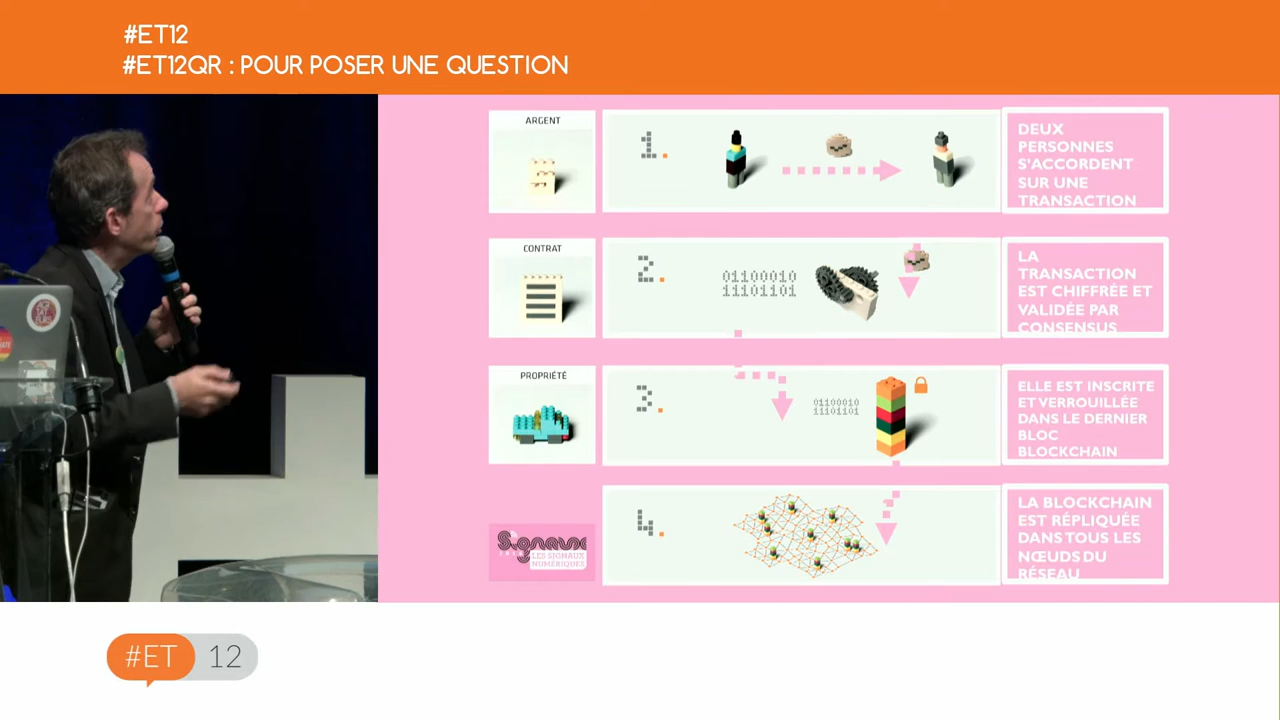 #ET12
#ET12QR : POUR POSER UNE QUESTION
ARGENT
1.
DEUX
PERSONNES
S'ACCORDENT
SUR UNE
TRANSACTION
CONTRAT
2.
01100010
11101101
LA
TRANSACTION
EST CHIFFRÉE ET
VALIDÉE PAR
CONSENSUS
PROPRIÉTÉ
3.
01100010
11101101
ELLE EST INSCRITE
ET VERROUILLÉE
DANS LE DERNIER
BLOC
BLOCKCHAIN
4.
LA BLOCKCHAIN
EST RÉPLIQUÉE
DANS TOUS LES
NŒUDS DU
RÉSEAU
Signaux
LES SIGNAUX
NUMÉRIQUES
#ET 12